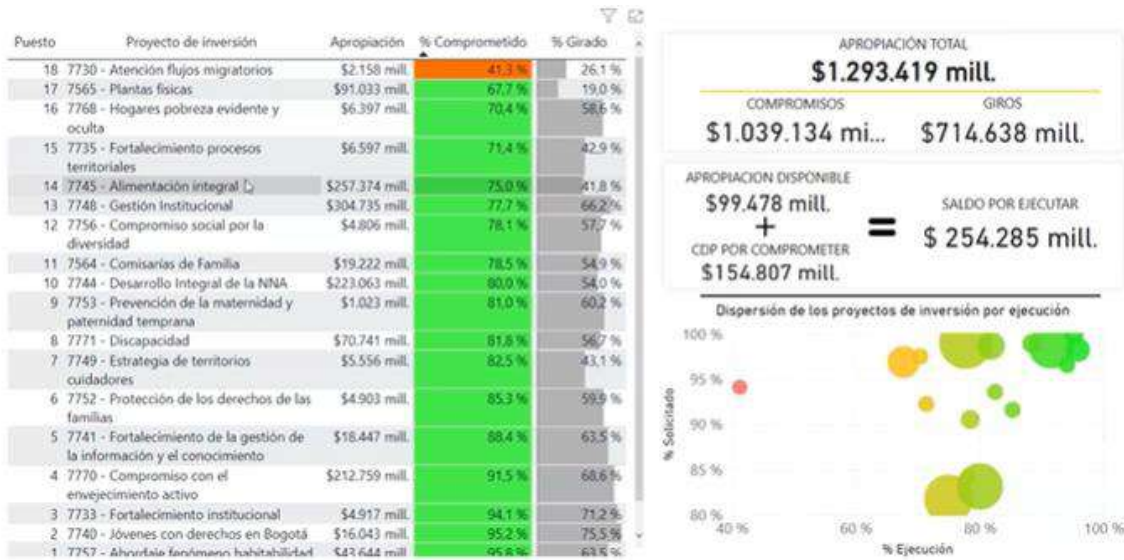 Puesto Proyecto de inversión Apropiación % Comprometido % Girado
18 7730 - Atención flujos migratorios $2.158 mill. 41,3 % 26,1 %
17 7565 - Plantas físicas $91.033 mill. 67,7 % 19,0 %
16 7768 - Hogares pobreza evidente y $6.397 mill. 70,4 % 58,6 %
oculta
15 7735 - Fortalecimiento procesos $6.597 mill. 71,4 % 42,9 %
territoriales
14 7745 - Alimentación integral $257.374 mill. 75,0 % 41,8 %
13 7748 - Gestión Institucional $304.735 mill. 77,7 % 66,2 %
12 7756 - Compromiso social por la $4.806 mill. 78,1 % 57,7 %
diversidad
11 7564 - Comisarías de Familia $19.222 mill. 78,5 % 54,9 %
10 7744 - Desarrollo Integral de la NNA $223.063 mill. 80,0 % 54,0 %
9 7753 - Prevención de la maternidad y $1.023 mill. 81,0 % 60,2 %
paternidad temprana
8 7771 - Discapacidad $70.741 mill. 81,8 % 56,7 %
7 7749 - Estrategia de territorios $5.556 mill. 82,5 % 43,1 %
cuidadores
6 7752 - Protección de los derechos de las $4.903 mill. 85,3 % 59,9 %
familias
5 7741 - Fortalecimiento de la gestión de $18.447 mill. 88,4 % 63,5 %
la información y el conocimiento
4 7770 - Compromiso con el $212.759 mill. 91,5 % 68,6 %
envejecimiento activo
3 7733 - Fortalecimiento institucional $4.917 mill. 94,1 % 71,2 %
2 7740 - Jóvenes con derechos en Bogotá $16.043 mill. 95,2 % 75,5 %
1 7757 - Abordaje fenómeno habitabilidad $43.644 mill. 95,8 % 63,5 %
APROPIACIÓN TOTAL
$1.293.419 mill.
COMPROMISOS GIROS
$1.039.134 mi... $714.638 mill.
APROPIACION DISPONIBLE
$99.478 mill.
+
CDP POR COMPROMETER
$154.807 mill.
=
SALDO POR EJECUTAR
$ 254.285 mill.
Dispersión de los proyectos de inversión por ejecución
100 %
95 %
90 %
85 %
80 %
% Solicitado
40 % 60 % 80 % 100 %
% Ejecución